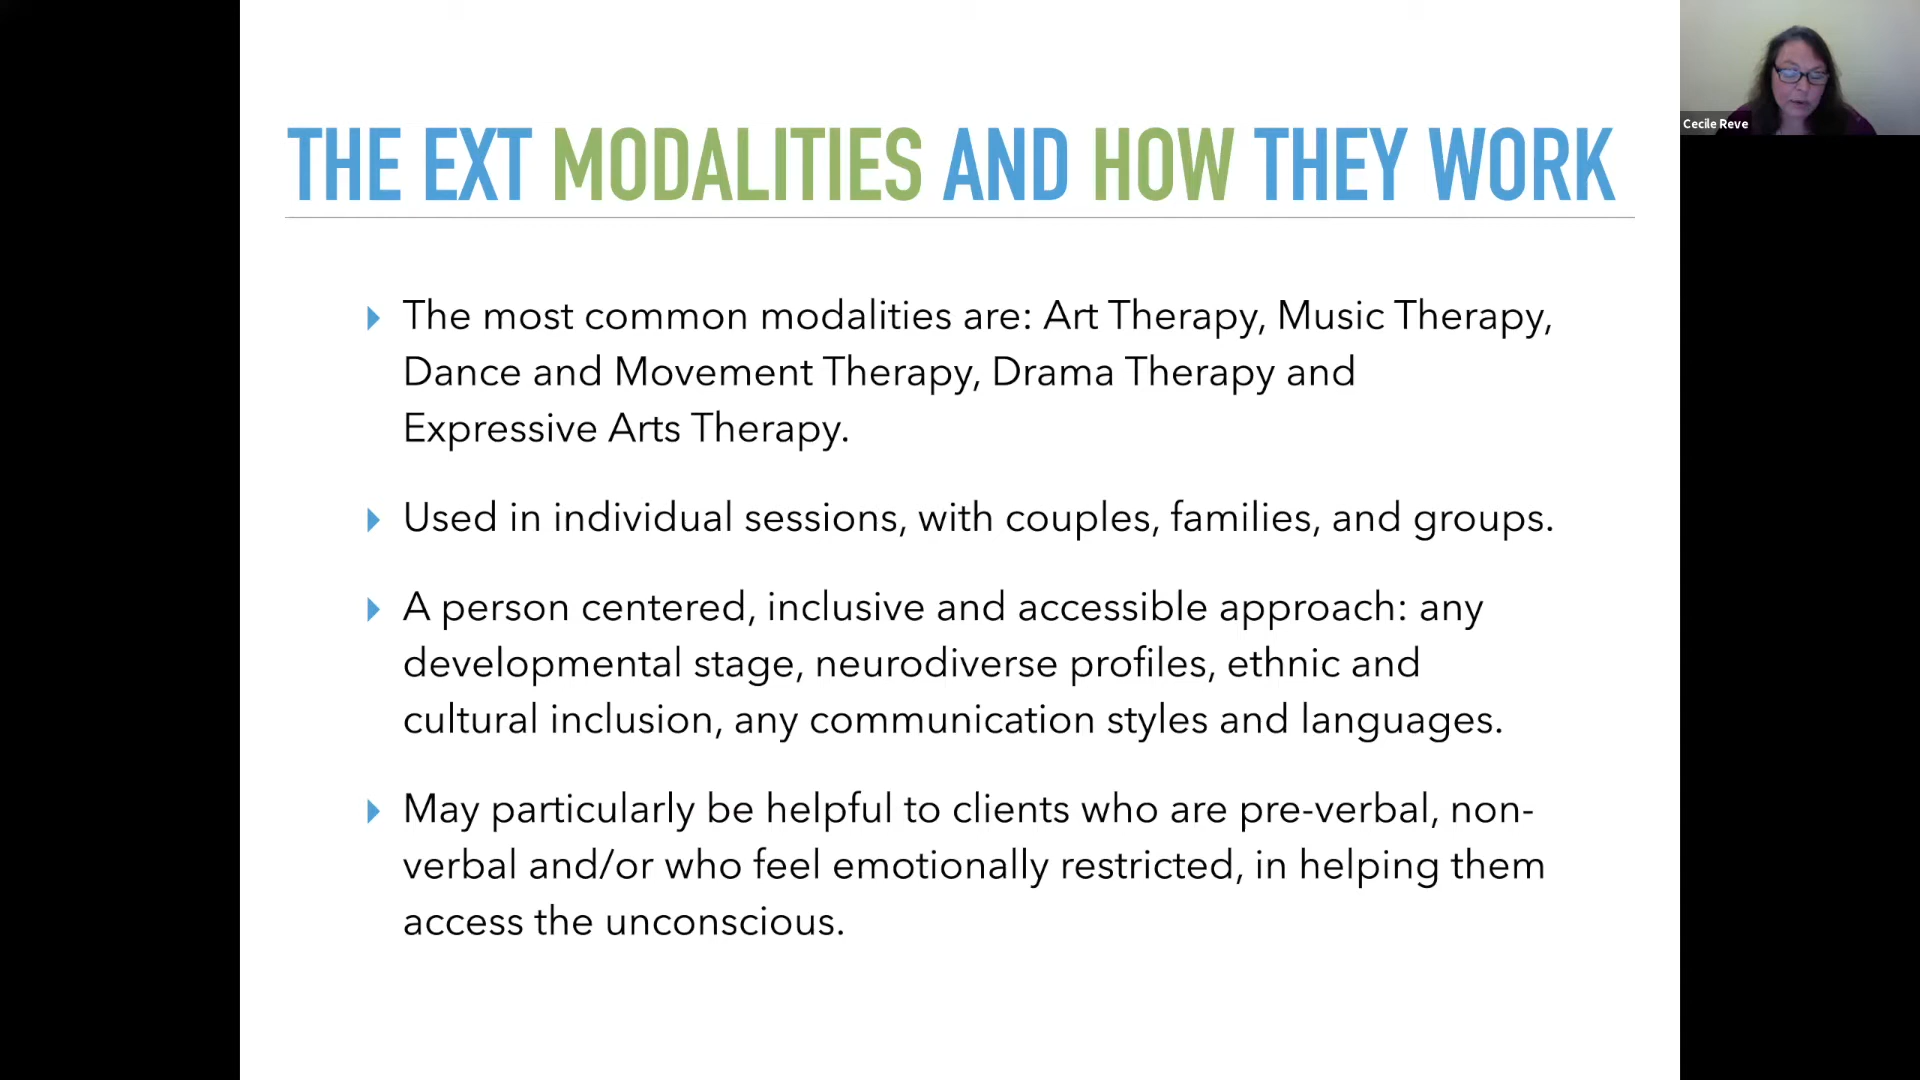 THE EXT MODALITIES AND HOW THEY WORK
The most common modalities are: Art Therapy, Music Therapy,
Dance and Movement Therapy, Drama Therapy and
Expressive Arts Therapy.
Used in individual sessions, with couples, families, and groups.
A person centered, inclusive and accessible approach: any
developmental stage, neurodiverse profiles, ethnic and
cultural inclusion, any communication styles and languages.
May particularly be helpful to clients who are pre-verbal, non-
verbal and/or who feel emotionally restricted, in helping them
access the unconscious.
Cecile Reve